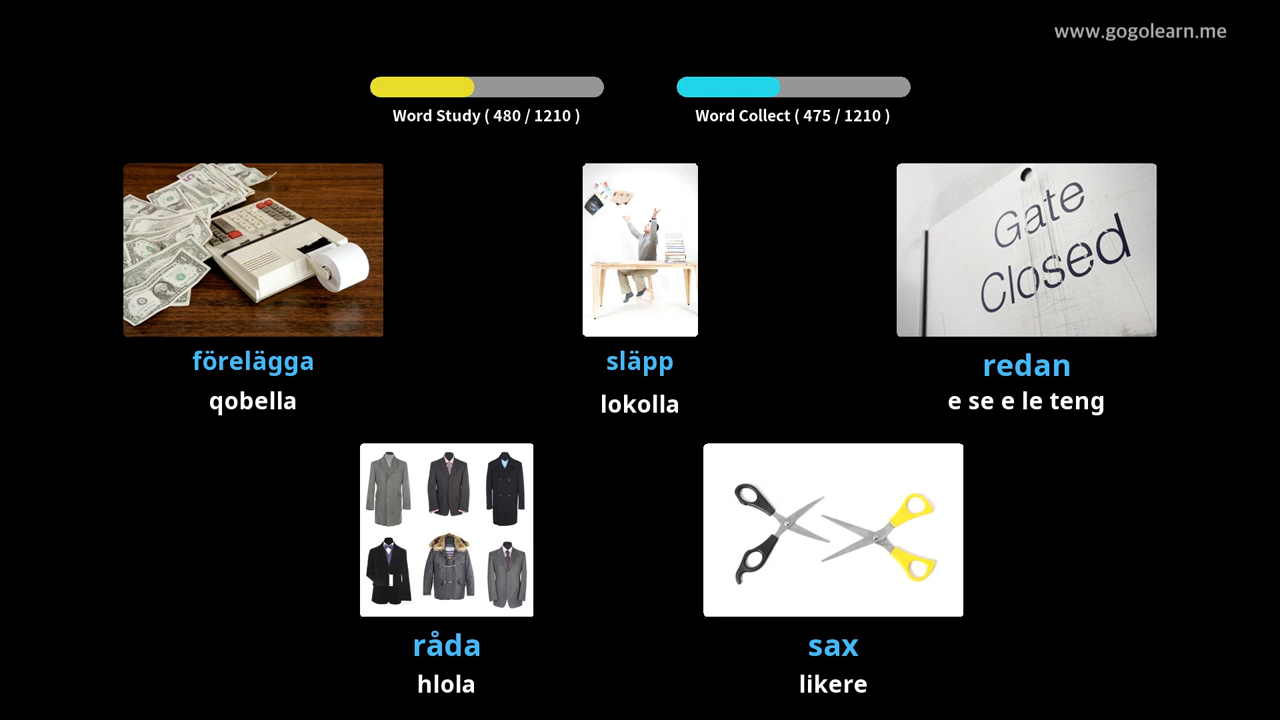 www.gogolearn.me
Word Study ( 480 / 1210 )
Word Collect ( 475 / 1210 )
Gate
Closed
förelägga
släpp
redan
qobella
lokolla
e se e le teng
råda
sax
hlola
likere